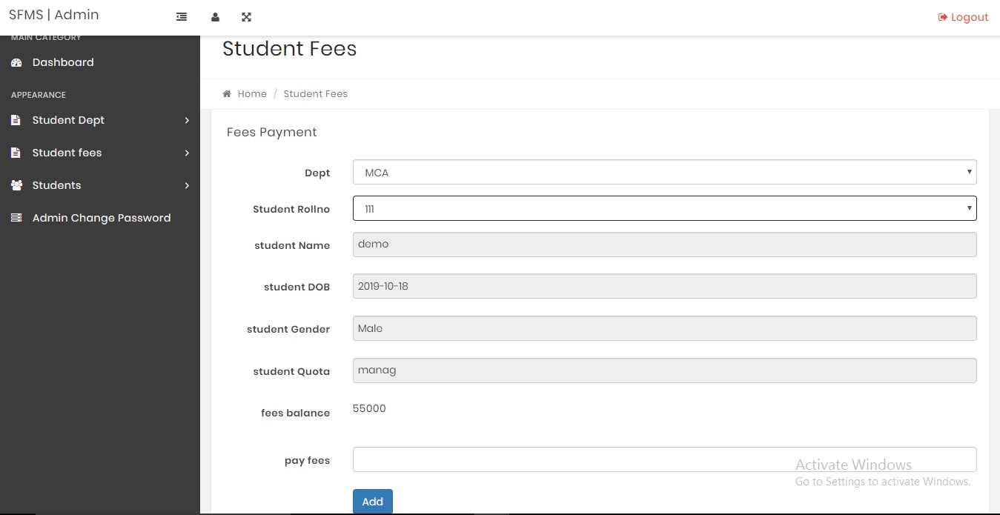 SFMS | Admin
Logout
MAIN CATEGORY
Dashboard
APPEARANCE
Student Dept
Student fees
Students
Admin Change Password
Student Fees
Home / Student Fees
Fees Payment
Dept MCA
Student Rollno 111
student Name demo
student DOB 2019-10-18
student Gender Male
student Quota manag
fees balance 55000
pay fees
Add
Activate Windows
Go to Settings to activate Windows.